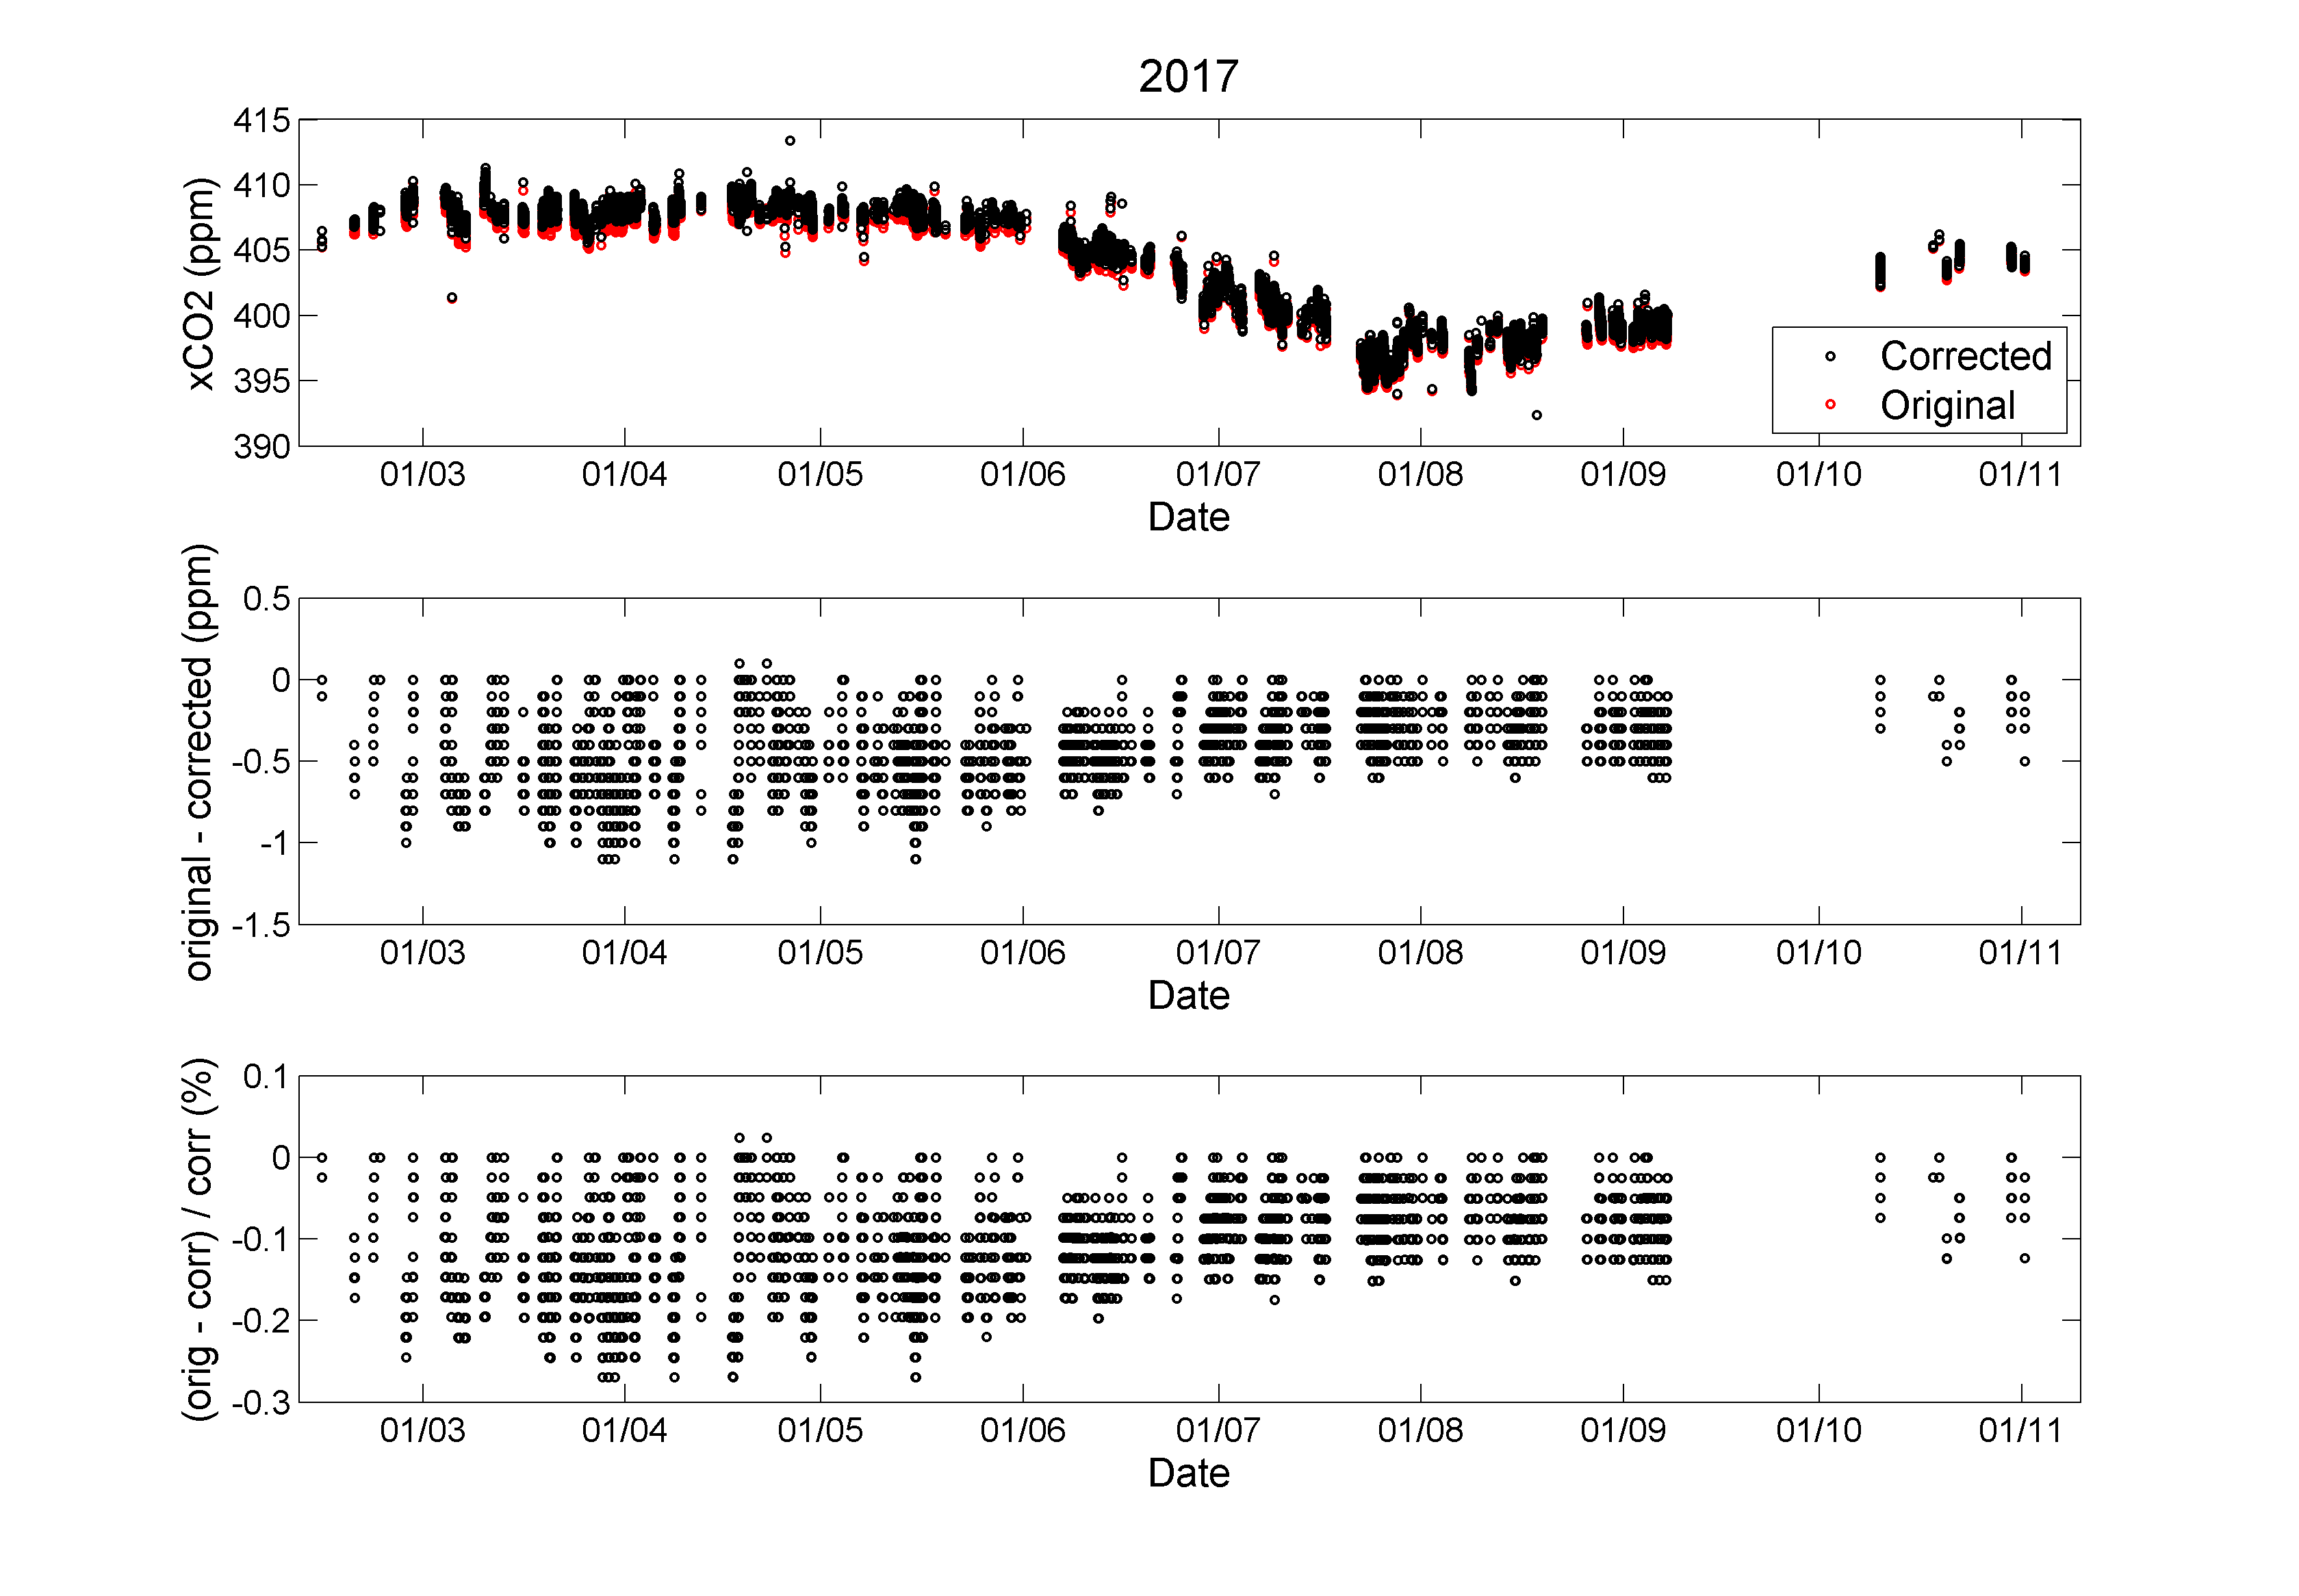 2017
xCO2 (ppm)
415
410
405
400
395
390
Corrected
Original
01/03 01/04 01/05 01/06 01/07 01/08 01/09 01/10 01/11
Date
original - corrected (ppm)
0.5
0
-0.5
-1
-1.5
01/03 01/04 01/05 01/06 01/07 01/08 01/09 01/10 01/11
Date
(orig - corr) / corr (%)
0.1
0
-0.1
-0.2
-0.3
01/03 01/04 01/05 01/06 01/07 01/08 01/09 01/10 01/11
Date